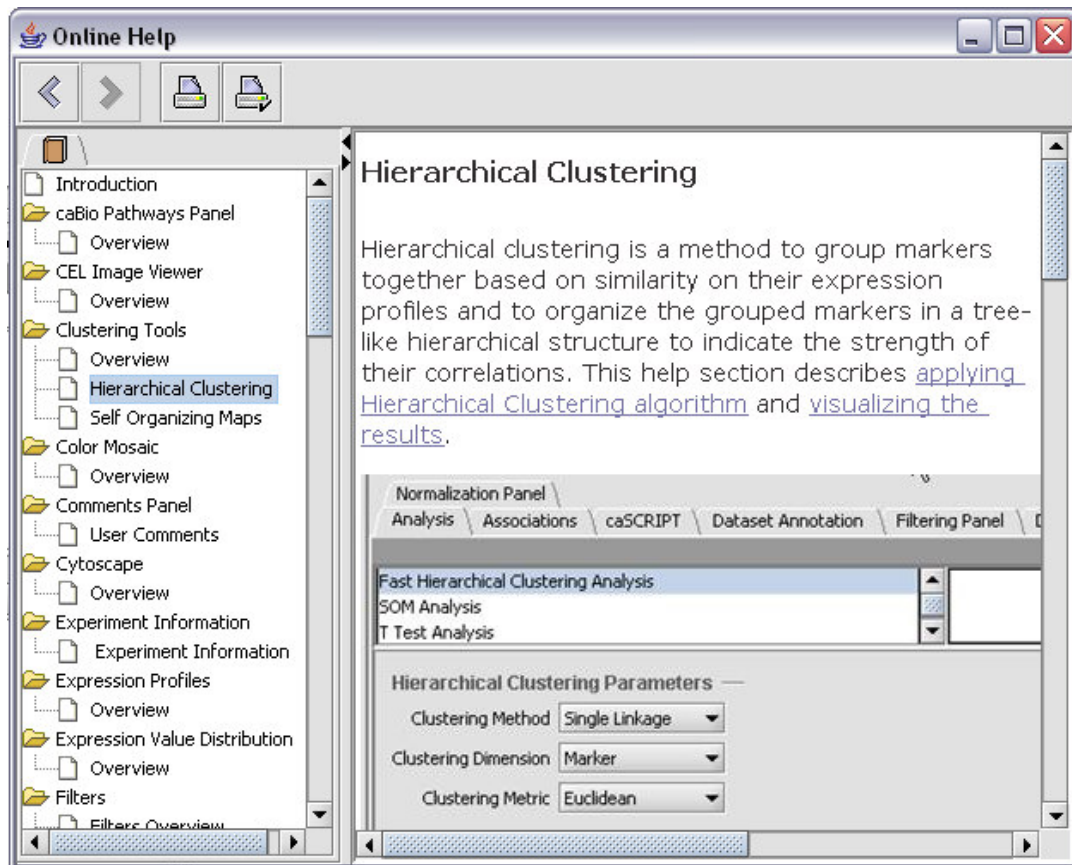 Online Help
Introduction
caBio Pathways Panel
Overview
CEL Image Viewer
Overview
Clustering Tools
Overview
Hierarchical Clustering
Self Organizing Maps
Color Mosaic
Overview
Comments Panel
User Comments
Cytoscape
Overview
Experiment Information
Experiment Information
Expression Profiles
Overview
Expression Value Distribution
Overview
Filters
Filters Overview
Hierarchical Clustering
Hierarchical clustering is a method to group markers
together based on similarity on their expression
profiles and to organize the grouped markers in a tree-
like hierarchical structure to indicate the strength of
their correlations. This help section describes applying
Hierarchical Clustering algorithm and visualizing the
results.
Normalization Panel
Analysis Associations caSCRIPT Dataset Annotation Filtering Panel
Fast Hierarchical Clustering Analysis
SOM Analysis
T Test Analysis
Hierarchical Clustering Parameters
Clustering Method Single Linkage
Clustering Dimension Marker
Clustering Metric Euclidean